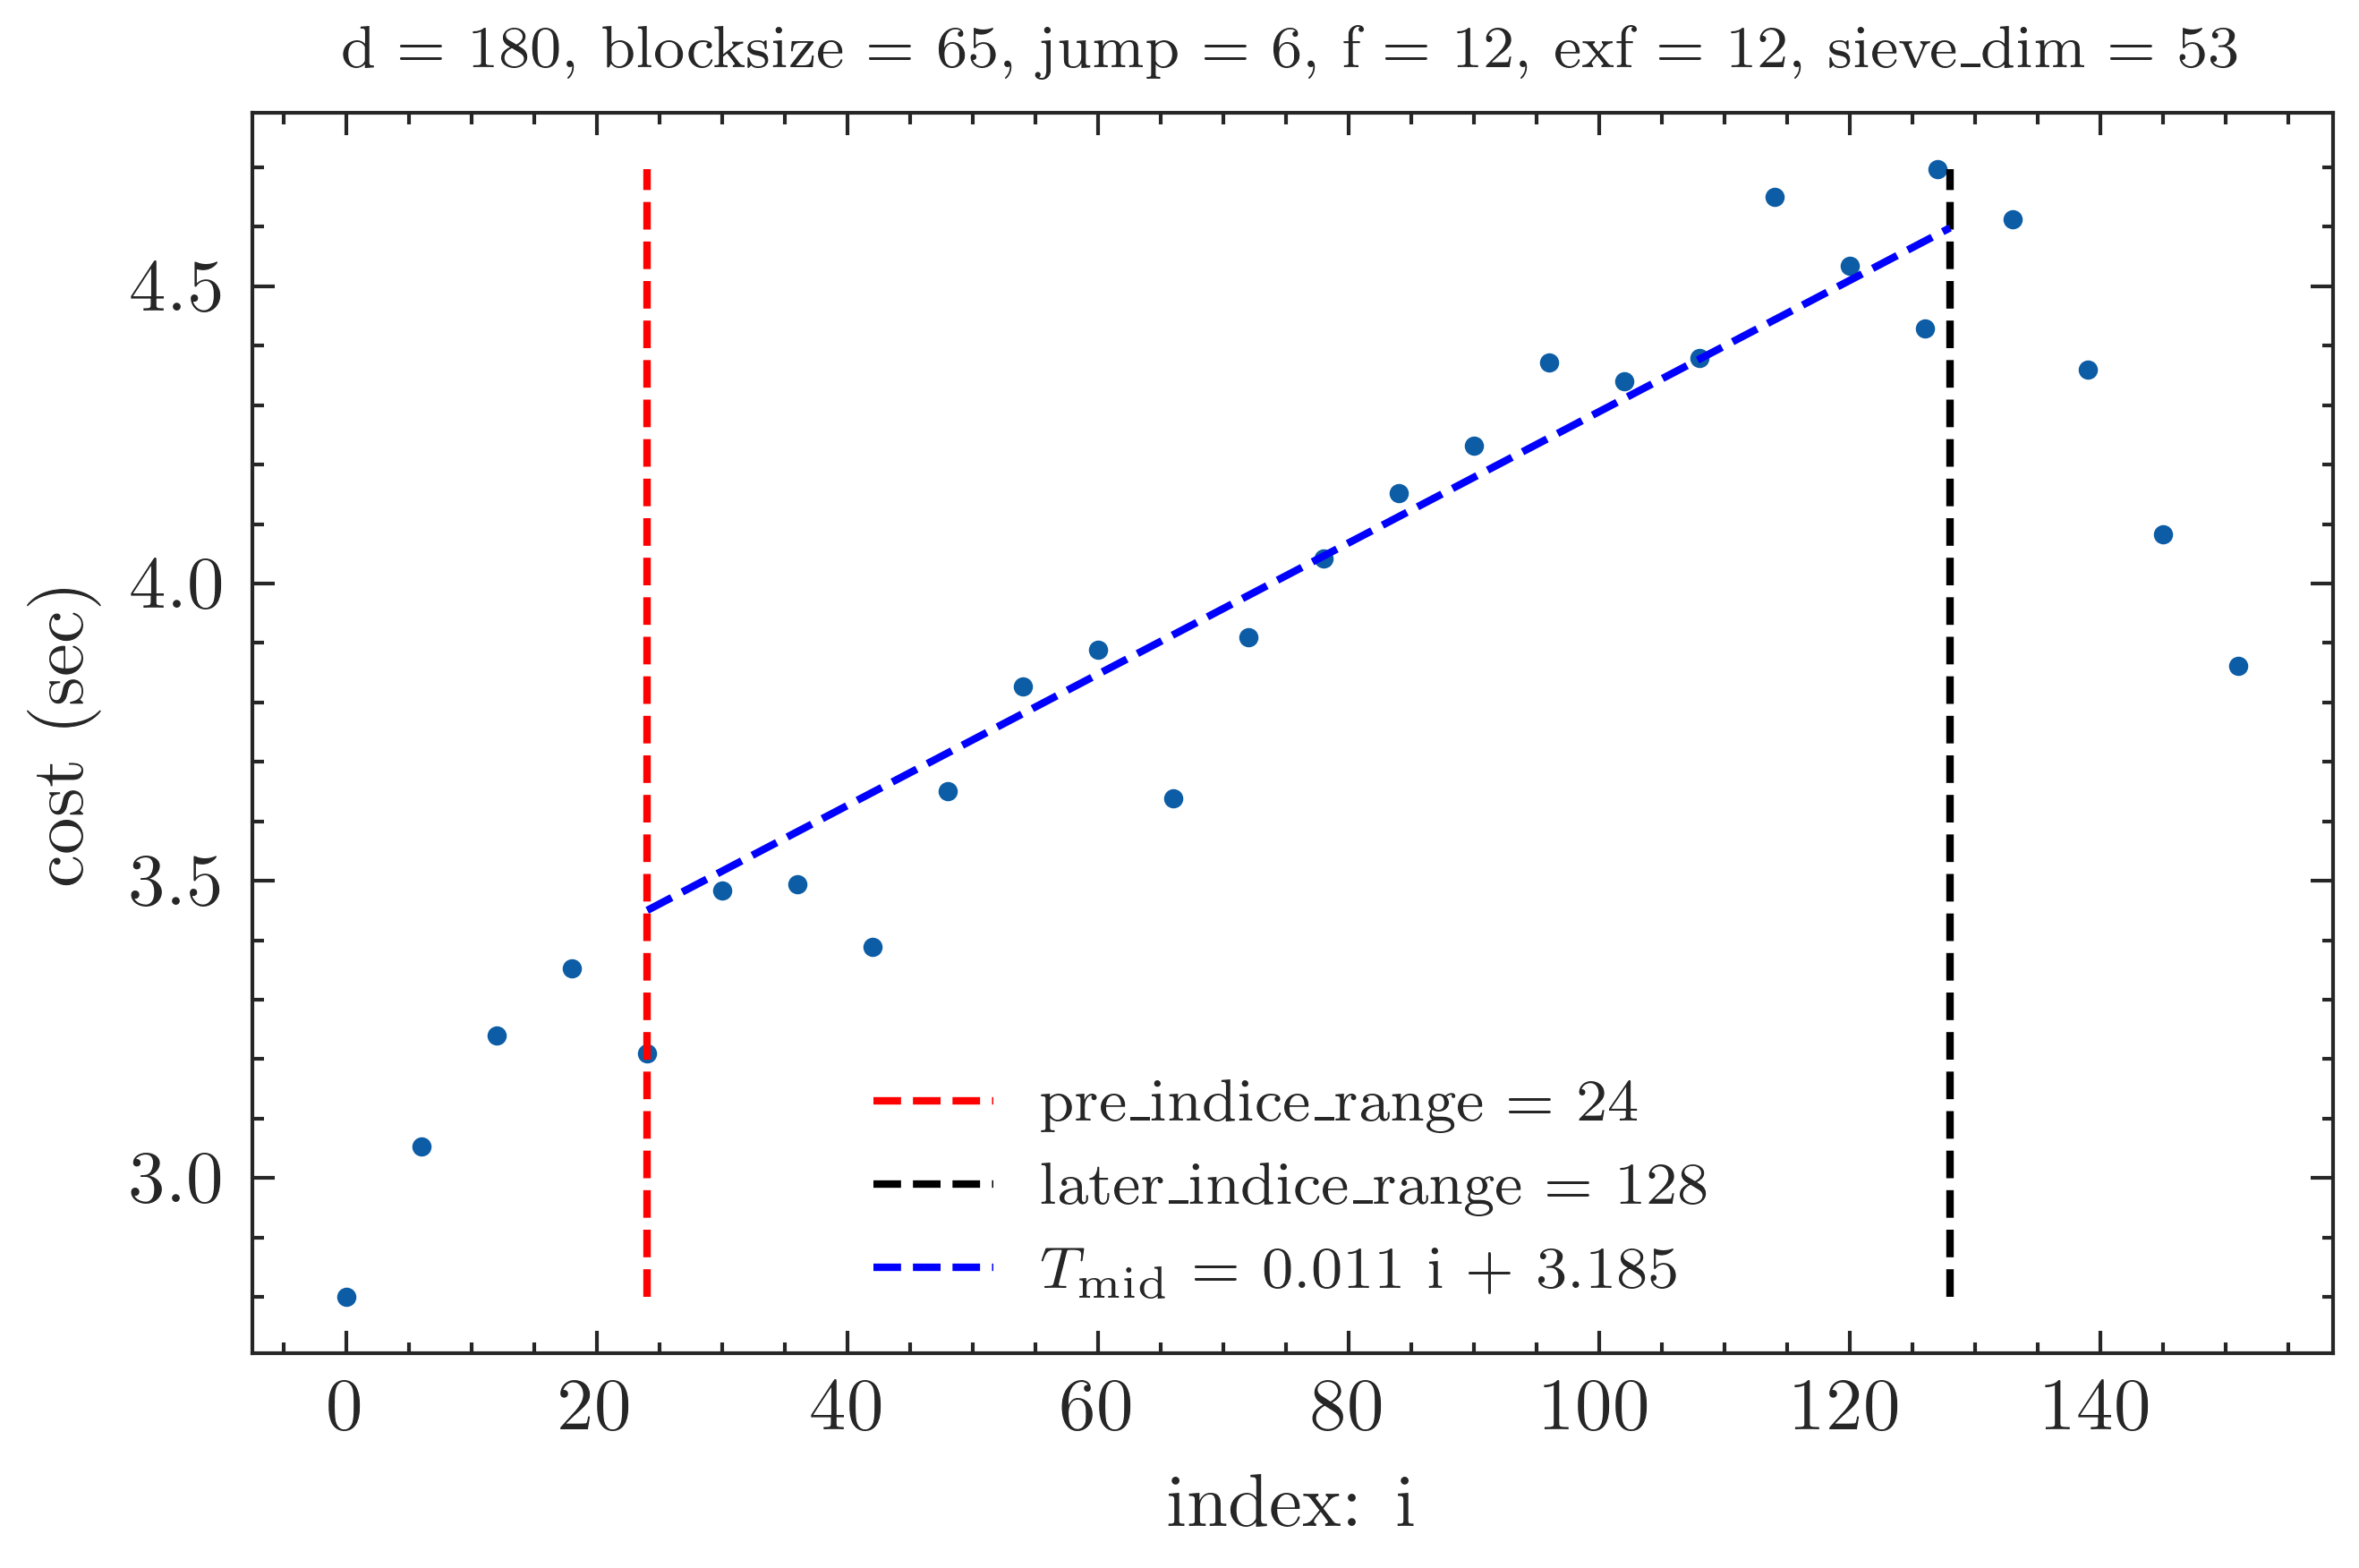 d = 180, blocksize = 65, jump = 6, f = 12, exf = 12, sieve_dim = 53
cost (sec)
4.5
4.0
3.5
3.0
pre_indice_range = 24
later_indice_range = 128
T_mid = 0.011 i + 3.185
0 20 40 60 80 100 120 140
index: i